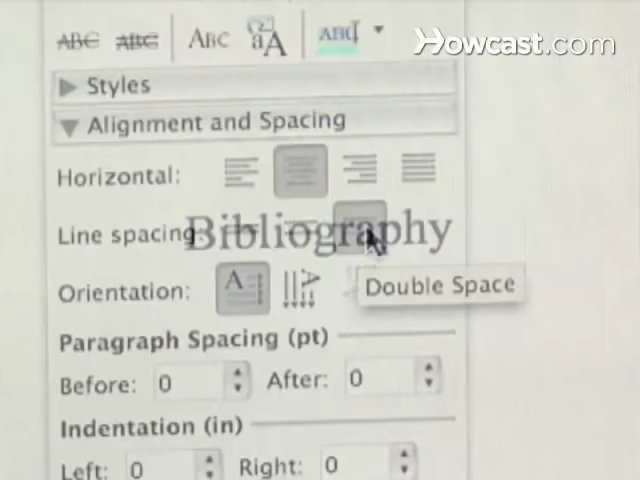 ABC ABC ABC aA ABC Howcast.com
Styles
Alignment and Spacing
Horizontal:
Line spacing:
Bibliography
Orientation:
Double Space
Paragraph Spacing (pt)
Before: 0 After: 0
Indentation (in)
Left: 0 Right: 0